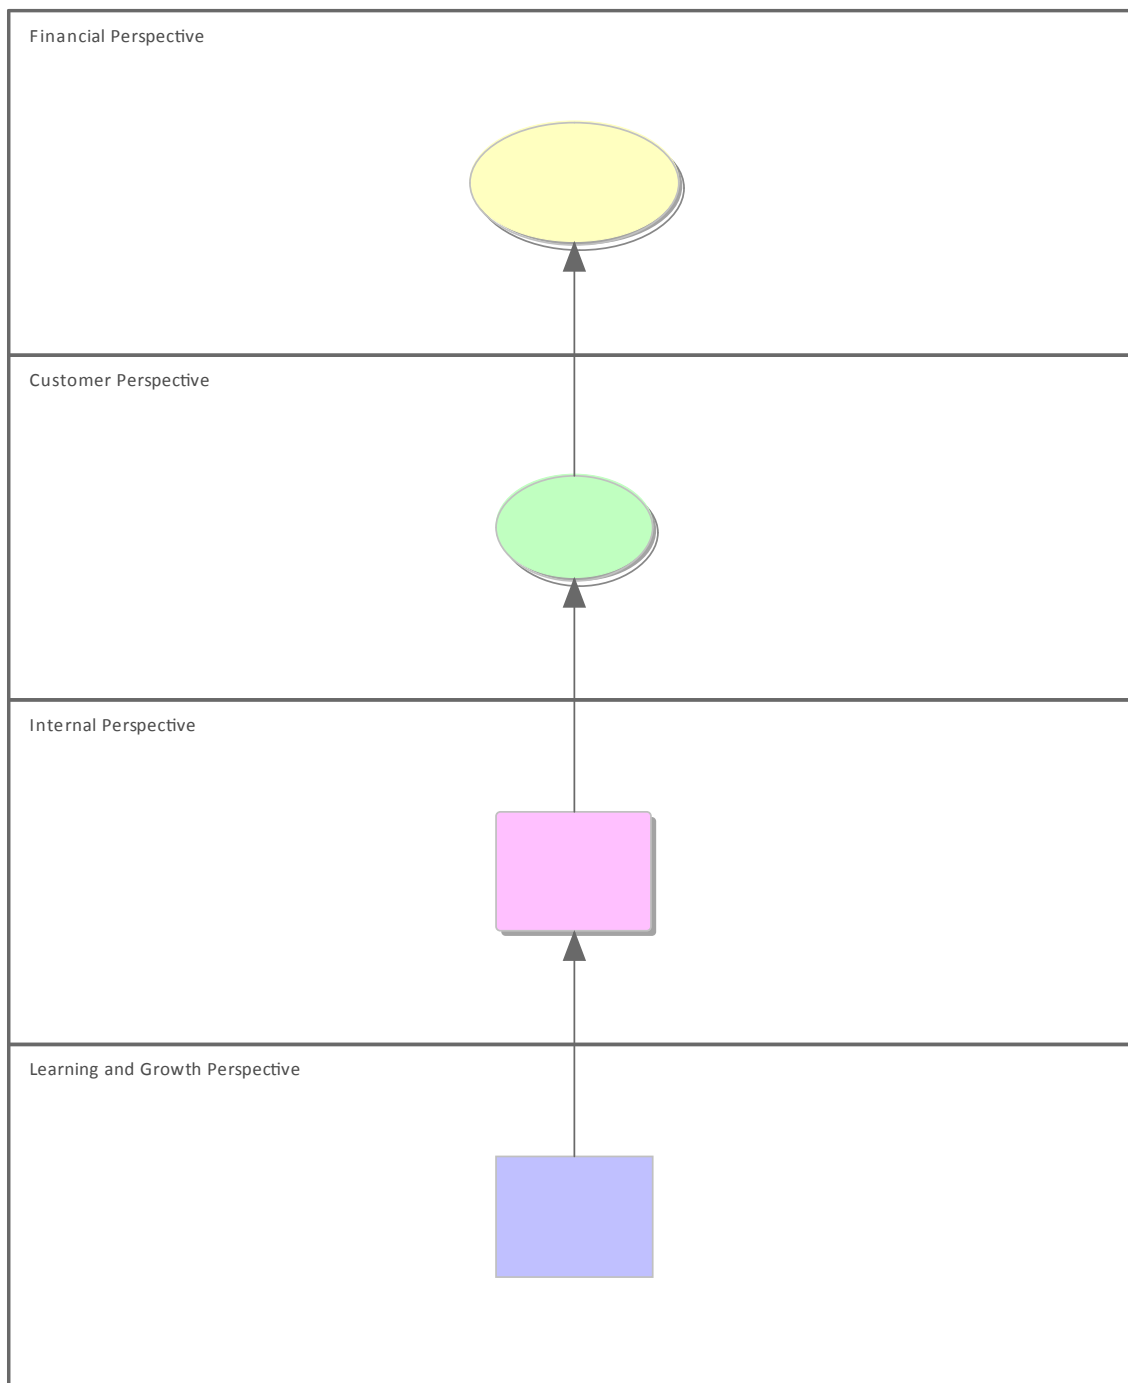 Financial Perspective
Customer Perspective
Internal Perspective
Learning and Growth Perspective